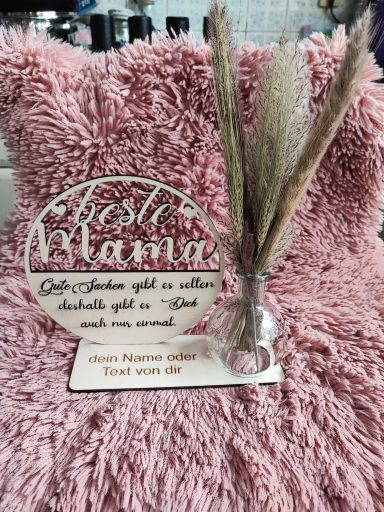 beste
Mama
Gute Sachen gibt es selten
deshalb gibt es Dich
auch nur einmal.
dein Name oder
Text von dir